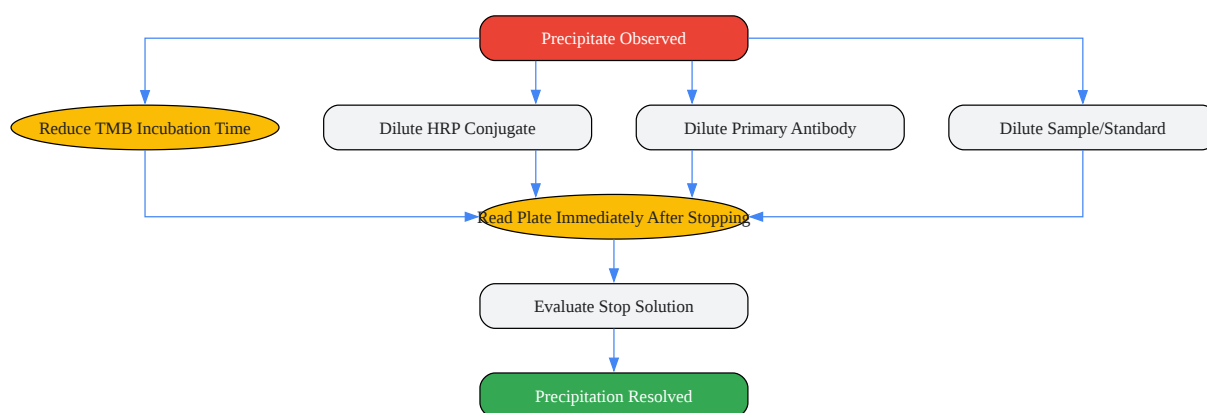 Precipitate Observed
Reduce TMB Incubation Time
Dilute HRP Conjugate
Dilute Primary Antibody
Dilute Sample/Standard
Read Plate Immediately After Stopping
Evaluate Stop Solution
Precipitation Resolved